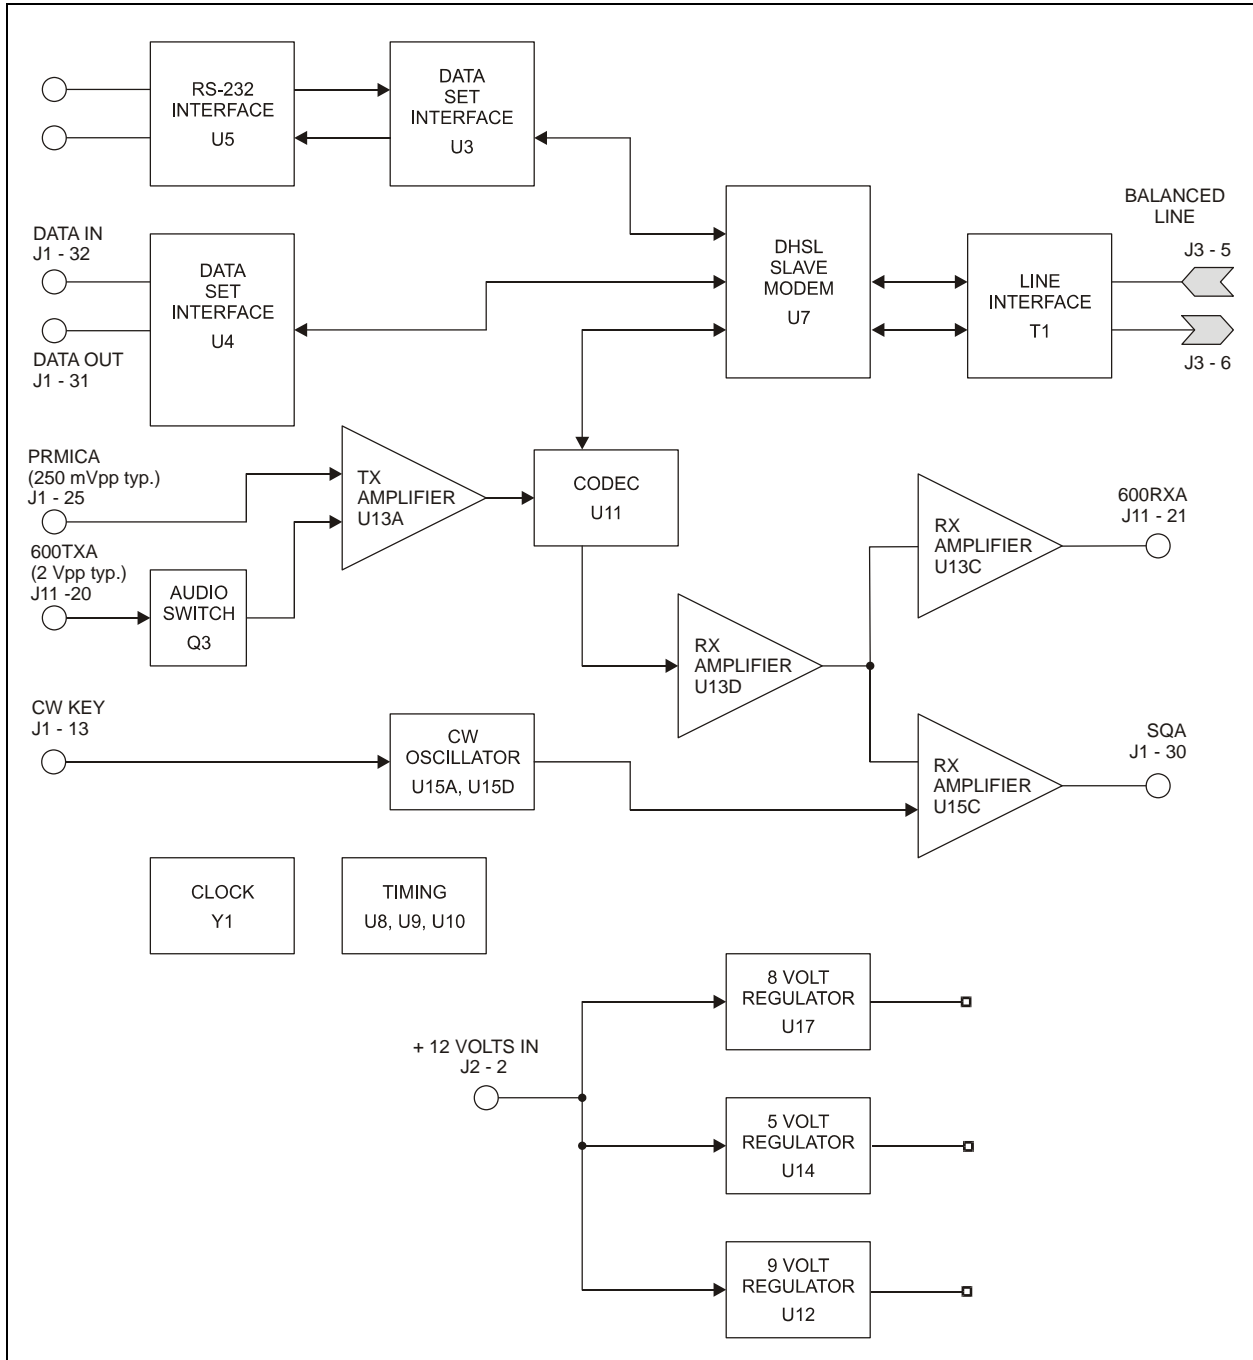 RS-232
INTERFACE
U5
DATA
SET
INTERFACE
U3
DATA IN
J1 - 32
DATA
SET
INTERFACE
U4
DATA OUT
J1 - 31
DHSL
SLAVE
MODEM
U7
LINE
INTERFACE
T1
BALANCED
LINE
J3 - 5
J3 - 6
PRMICA
(250 mVpp typ.)
J1 - 25
TX
AMPLIFIER
U13A
CODEC
U11
600TXA
(2 Vpp typ.)
J11 -20
AUDIO
SWITCH
Q3
RX
AMPLIFIER
U13D
RX
AMPLIFIER
U13C
600RXA
J11 - 21
CW KEY
J1 - 13
CW
OSCILLATOR
U15A, U15D
RX
AMPLIFIER
U15C
SQA
J1 - 30
CLOCK
Y1
TIMING
U8, U9, U10
+ 12 VOLTS IN
J2 - 2
8 VOLT
REGULATOR
U17
5 VOLT
REGULATOR
U14
9 VOLT
REGULATOR
U12